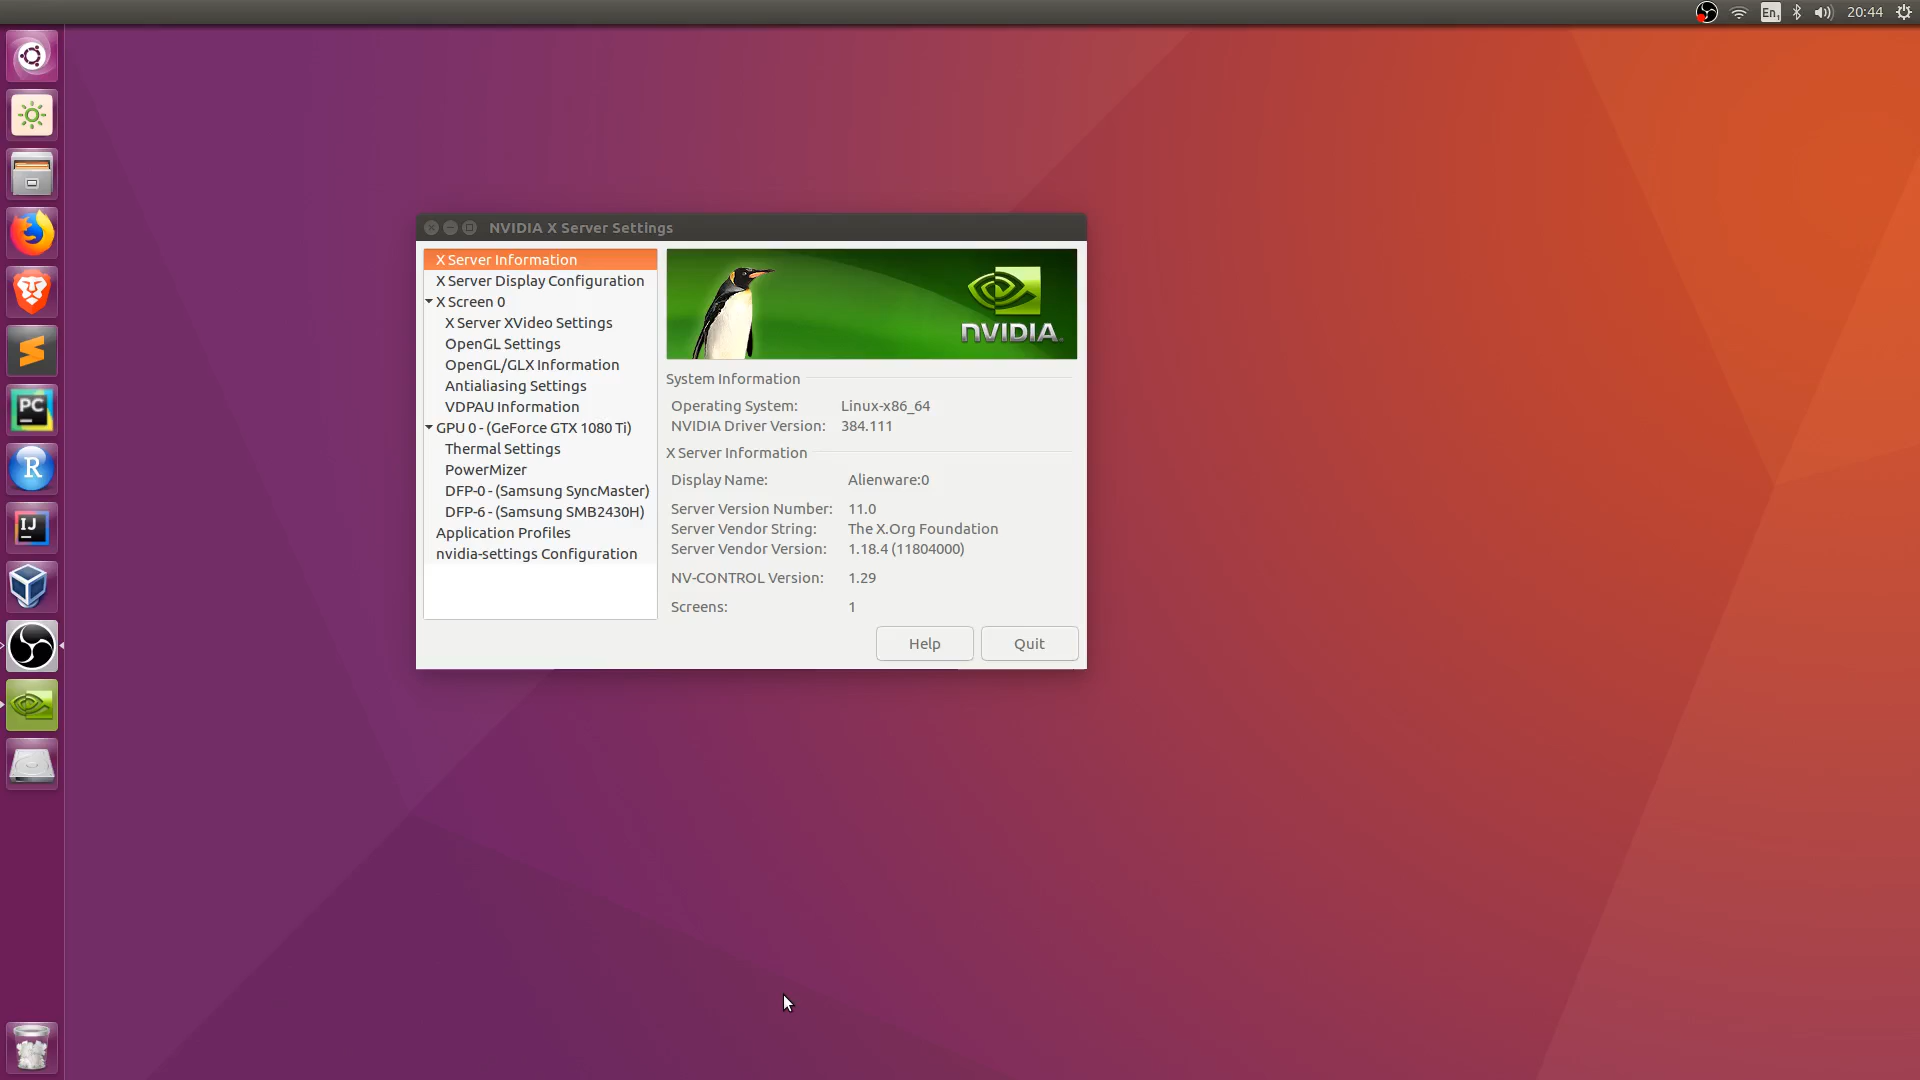 En1
20:44
NVIDIA X Server Settings
X Server Information
X Server Display Configuration
X Screen 0
X Server XVideo Settings
OpenGL Settings
OpenGL/GLX Information
Antialiasing Settings
VDPAU Information
GPU 0 - (GeForce GTX 1080 Ti)
Thermal Settings
PowerMizer
DFP-0 - (Samsung SyncMaster)
DFP-6 - (Samsung SMB2430H)
Application Profiles
nvidia-settings Configuration
NVIDIA.
System Information
Operating System: Linux-x86_64
NVIDIA Driver Version: 384.111
X Server Information
Display Name: Alienware:0
Server Version Number: 11.0
Server Vendor String: The X.Org Foundation
Server Vendor Version: 1.18.4 (11804000)
NV-CONTROL Version: 1.29
Screens: 1
Help
Quit
PC
R
IJ